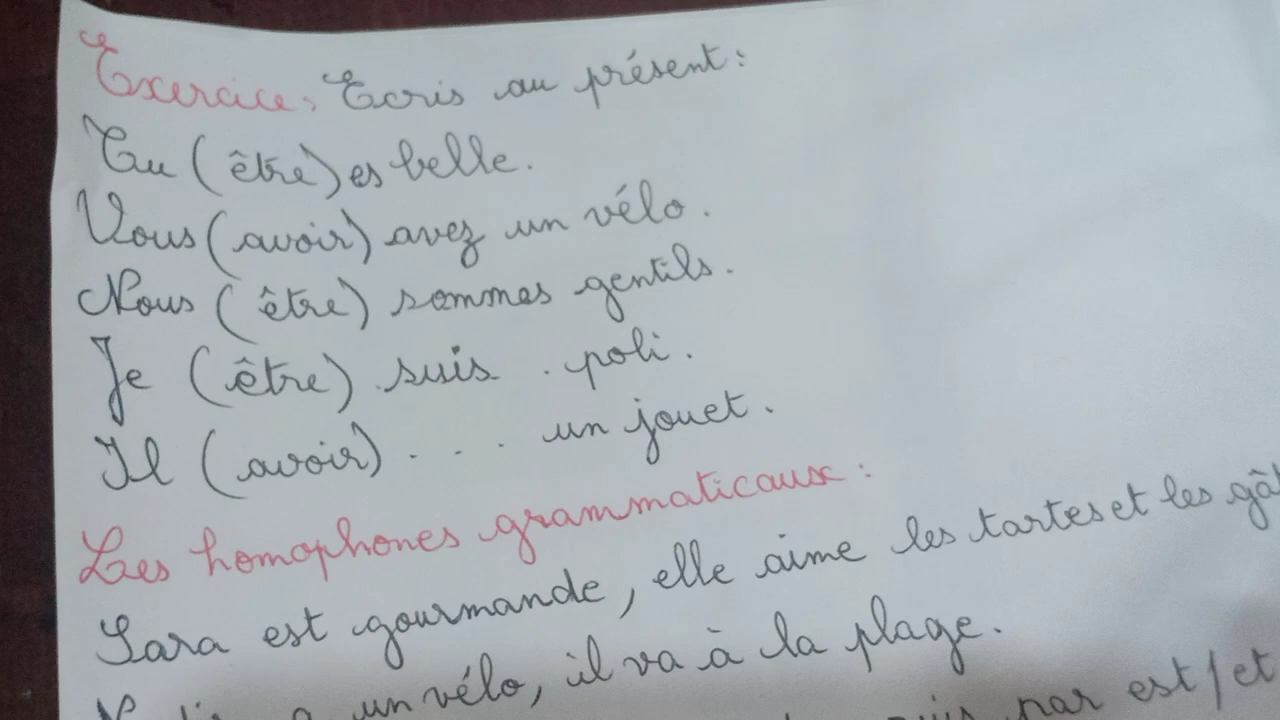 Exercice : Ecris au présent :
Tu (être) es belle.
Vous (avoir) avez un vélo.
Nous (être) sommes gentils.
Je (être) suis . poli.
Il (avoir) . . . un jouet.
Les homophones grammaticaux :
Sara est gourmande, elle aime les tartes et les gât
un vélo, il va à la plage.
par est/et